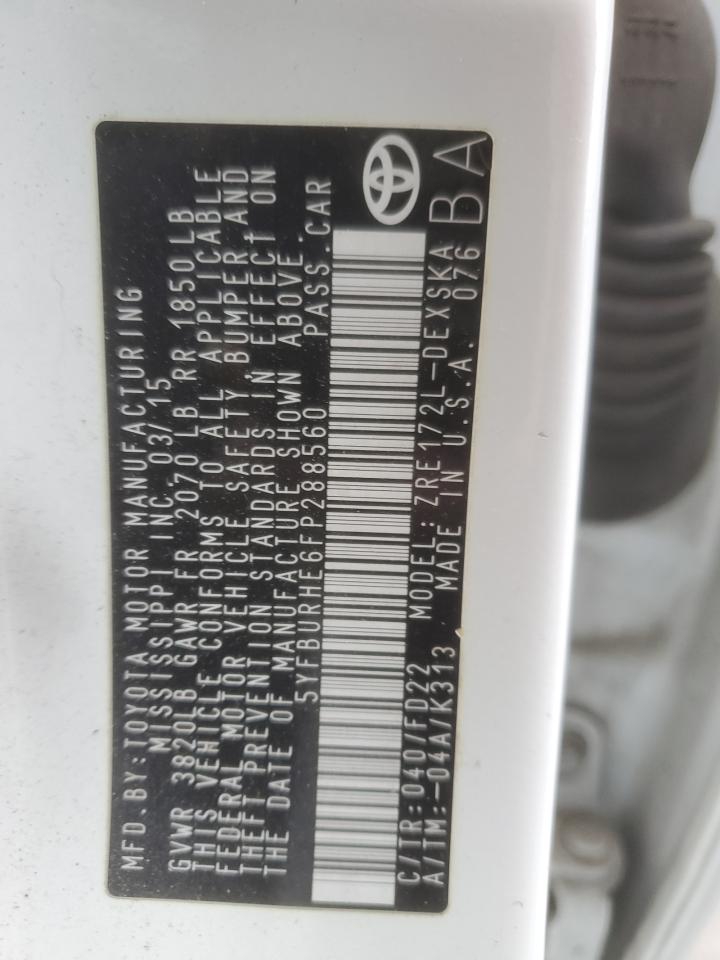 MFD.BY:TOYOTA MOTOR MANUFACTURING
MISSISSIPPI INC.03/15
GVWR 3820LB GAWR FR 2070 LB RR 1850LB
THIS VEHICLE CONFORMS TO ALL APPLICABLE
FEDERAL MOTOR VEHICLE SAFETY,BUMPER AND
THEFT PREVENTION STANDARDS IN EFFECT ON
THE DATE OF MANUFACTURE SHOWN ABOVE.
5YFBURHE6FP288560 PASS.CAR
C/TR:040/FD22 MODEL:ZRE172L-DEXSKA
A/TM:-04A/K313 MADE IN U.S.A. 076 BA